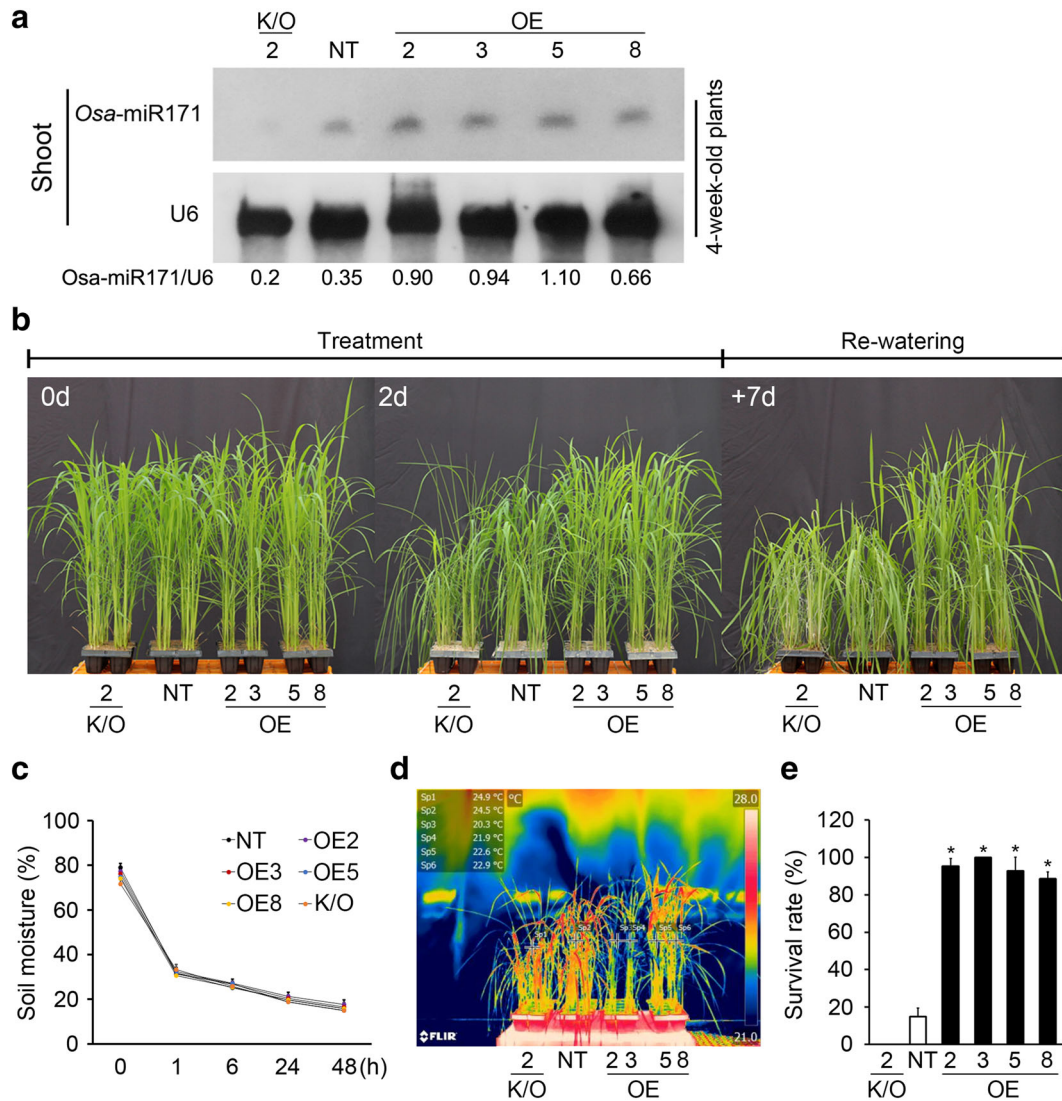 a
K/O OE
2 NT 2 3 5 8
Shoot
Osa-miR171
U6
4-week-old plants
Osa-miR171/U6 0.2 0.35 0.90 0.94 1.10 0.66
b
Treatment Re-watering
0d 2d +7d
2 NT 2 3 5 8 2 NT 2 3 5 8 2 NT 2 3 5 8
K/O OE K/O OE K/O OE
c
Soil moisture (%)
100
80
60
40
20
0
NT OE2
OE3 OE5
OE8 K/O
0 1 6 24 48 (h)
d
Sp1 24.9 °C
Sp2 24.5 °C
Sp3 20.3 °C
Sp4 21.9 °C
Sp5 22.6 °C
Sp6 22.9 °C
°C
28.0
Sp1 Sp2 Sp3 Sp4 Sp5 Sp6
FLIR
21.0
2 NT 2 3 5 8
K/O OE
e
Survival rate (%)
120
100
80
60
40
20
0
* * * *
2 NT 2 3 5 8
K/O OE